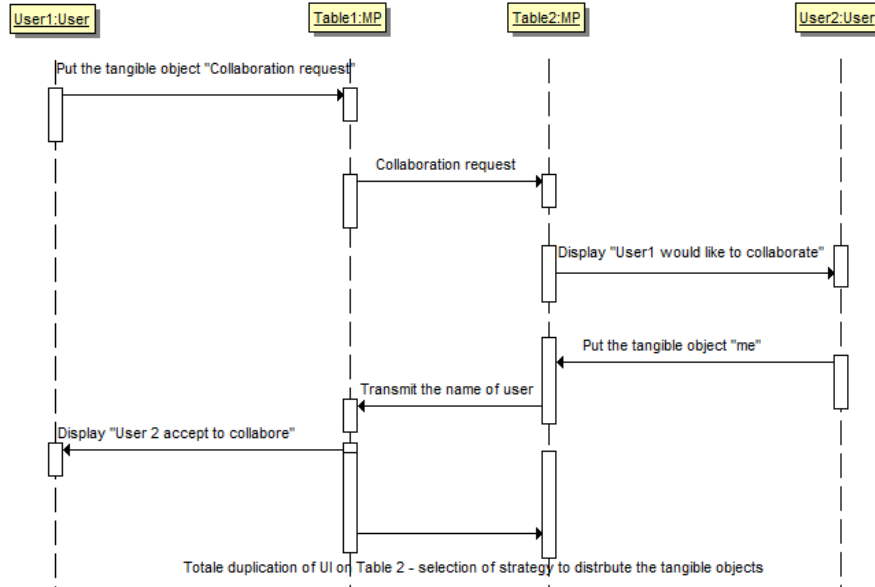 User1:User
Table1:MP
Table2:MP
User2:User
Put the tangible object "Collaboration request"
Collaboration request
Display "User1 would like to collaborate"
Put the tangible object "me"
Transmit the name of user
Display "User 2 accept to collabore"
Totale duplication of UI on Table 2 - selection of strategy to distrbute the tangible objects